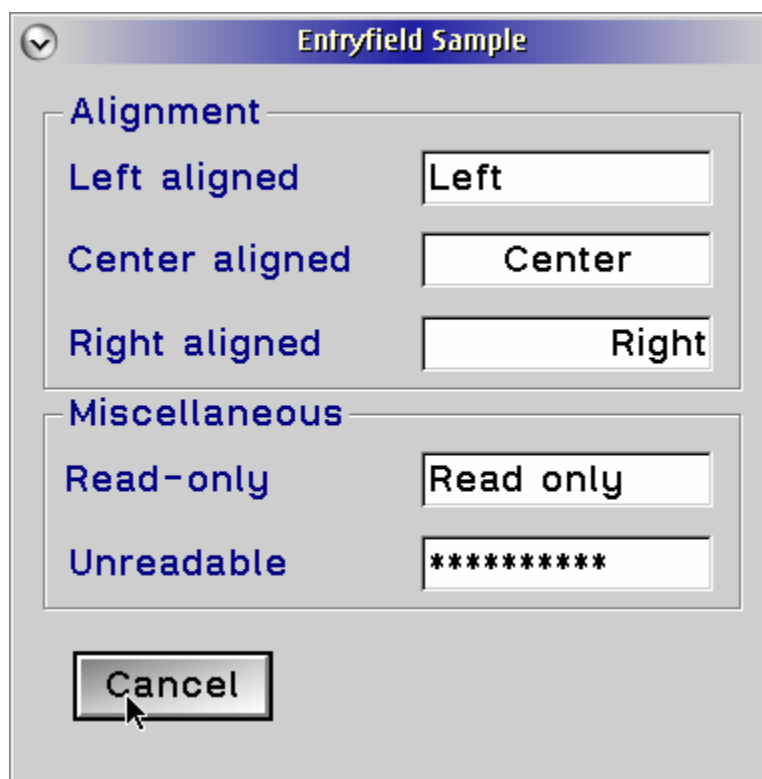 Entryfield Sample
Alignment
Left aligned Left
Center aligned Center
Right aligned Right
Miscellaneous
Read-only Read only
Unreadable **********
Cancel